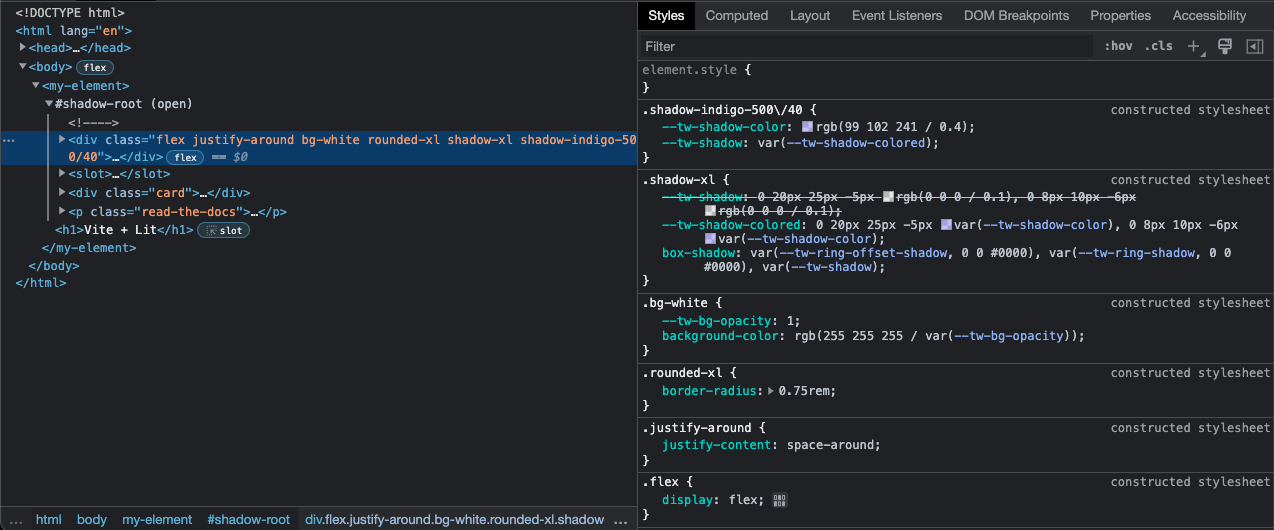 <!DOCTYPE html>
<html lang="en">
<head>…</head>
<body> flex
<my-element>
#shadow-root (open)
<!---->
… <div class="flex justify-around bg-white rounded-xl shadow-xl shadow-indigo-50
0/40">…</div> flex == $0
<slot>…</slot>
<div class="card">…</div>
<p class="read-the-docs">…</p>
<h1>Vite + Lit</h1> slot
</my-element>
</body>
</html>
… html body my-element #shadow-root div.flex.justify-around.bg-white.rounded-xl.shadow …
Styles Computed Layout Event Listeners DOM Breakpoints Properties Accessibility
Filter :hov .cls +
element.style {
}
.shadow-indigo-500\/40 { constructed stylesheet
--tw-shadow-color: rgb(99 102 241 / 0.4);
--tw-shadow: var(--tw-shadow-colored);
}
.shadow-xl { constructed stylesheet
--tw-shadow: 0 20px 25px -5px rgb(0 0 0 / 0.1), 0 8px 10px -6px
rgb(0 0 0 / 0.1);
--tw-shadow-colored: 0 20px 25px -5px var(--tw-shadow-color), 0 8px 10px -6px
var(--tw-shadow-color);
box-shadow: var(--tw-ring-offset-shadow, 0 0 #0000), var(--tw-ring-shadow, 0 0
#0000), var(--tw-shadow);
}
.bg-white { constructed stylesheet
--tw-bg-opacity: 1;
background-color: rgb(255 255 255 / var(--tw-bg-opacity));
}
.rounded-xl { constructed stylesheet
border-radius: 0.75rem;
}
.justify-around { constructed stylesheet
justify-content: space-around;
}
.flex { constructed stylesheet
display: flex;
}